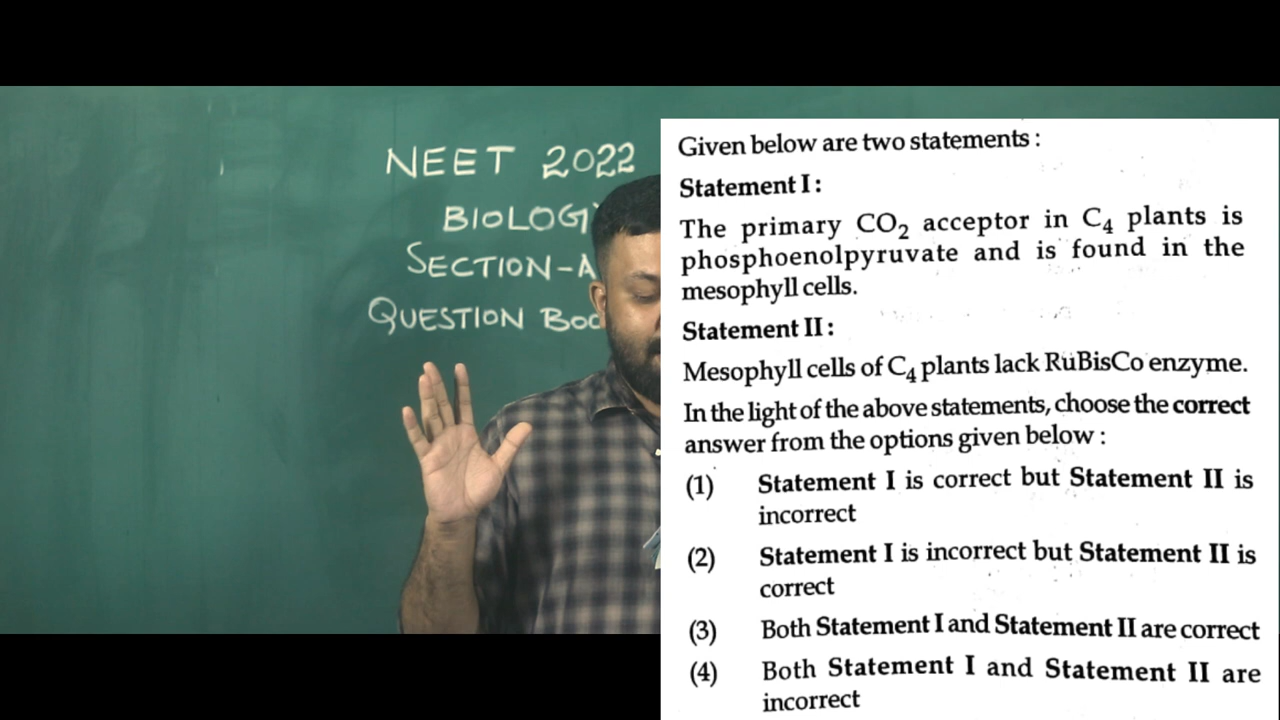 NEET 2022
BIOLOGY
SECTION-A
QUESTION
Given below are two statements :
Statement I :
The primary CO₂ acceptor in C₄ plants is
phosphoenolpyruvate and is found in the
mesophyll cells.
Statement II :
Mesophyll cells of C₄ plants lack RuBisCo enzyme.
In the light of the above statements, choose the correct
answer from the options given below :
(1) Statement I is correct but Statement II is
incorrect
(2) Statement I is incorrect but Statement II is
correct
(3) Both Statement I and Statement II are correct
(4) Both Statement I and Statement II are
incorrect